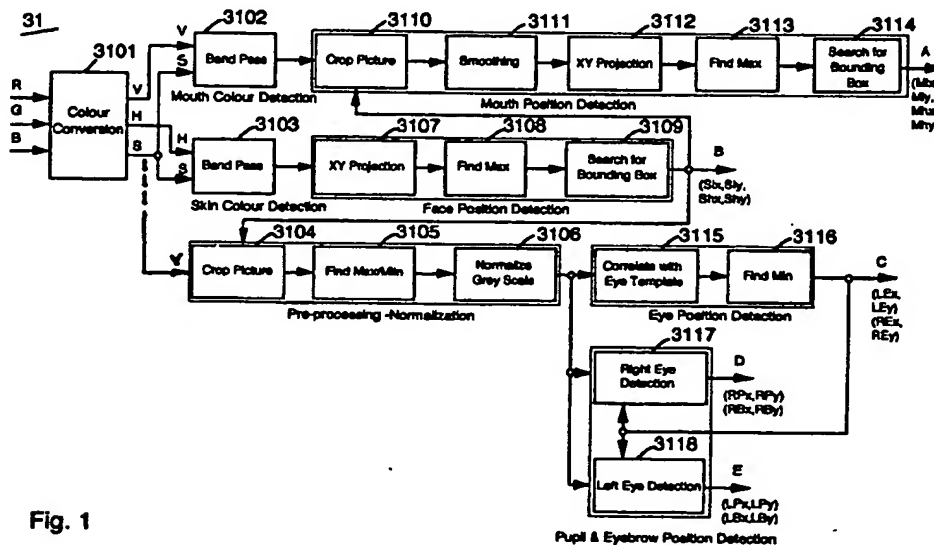 31
3101
Colour
Conversion
R
G
B
V
H
S
3102
V
S
Band Pass
Mouth Colour Detection
3110
Crop Picture
3111
Smoothing
3112
XY Projection
3113
Find Max
3114
Search for
Bounding
Box
Mouth Position Detection
A
3103
H
S
Band Pass
Skin Colour Detection
3107
XY Projection
3108
Find Max
3109
Search for
Bounding Box
Face Position Detection
B
(Slx,Sly,
Shx,Shy)
V
3104
Crop Picture
3105
Find Max/Min
3106
Normalize
Grey Scale
Pre-processing -Normalization
3115
Correlate with
Eye Template
3116
Find Min
Eye Position Detection
C
(LEx,
LEy)
(REx,
REy)
3117
Right Eye
Detection
D
(RPx,RPy)
(RBx,RBy)
3118
Left Eye Detection
E
(LPx,LPy)
(LBx,LBy)
Pupil & Eyebrow Position Detection
Fig. 1